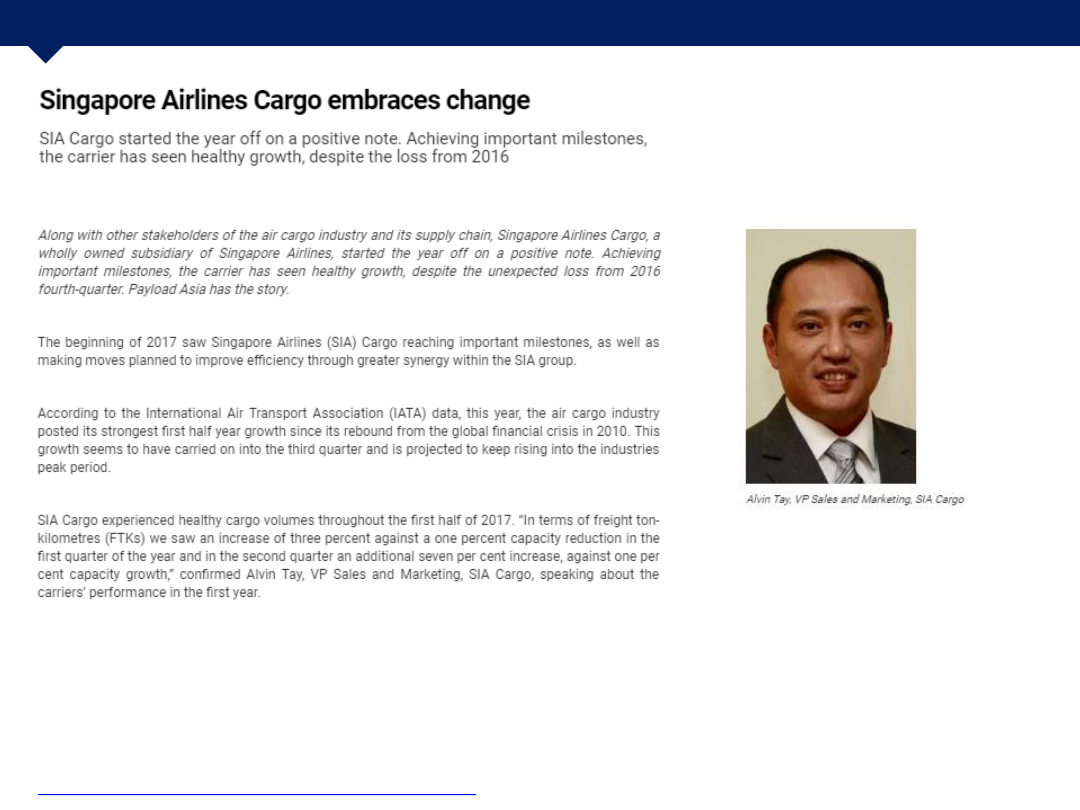 Singapore Airlines Cargo embraces change
SIA Cargo started the year off on a positive note. Achieving important milestones,
the carrier has seen healthy growth, despite the loss from 2016
Along with other stakeholders of the air cargo industry and its supply chain, Singapore Airlines Cargo, a
wholly owned subsidiary of Singapore Airlines, started the year off on a positive note. Achieving
important milestones, the carrier has seen healthy growth, despite the unexpected loss from 2016
fourth-quarter. Payload Asia has the story.
The beginning of 2017 saw Singapore Airlines (SIA) Cargo reaching important milestones, as well as
making moves planned to improve efficiency through greater synergy within the SIA group.
According to the International Air Transport Association (IATA) data, this year, the air cargo industry
posted its strongest first half year growth since its rebound from the global financial crisis in 2010. This
growth seems to have carried on into the third quarter and is projected to keep rising into the industries
peak period.
SIA Cargo experienced healthy cargo volumes throughout the first half of 2017. “In terms of freight ton-
kilometres (FTKs) we saw an increase of three percent against a one percent capacity reduction in the
first quarter of the year and in the second quarter an additional seven per cent increase, against one per
cent capacity growth,” confirmed Alvin Tay, VP Sales and Marketing, SIA Cargo, speaking about the
carriers’ performance in the first year.
Alvin Tay, VP Sales and Marketing, SIA Cargo